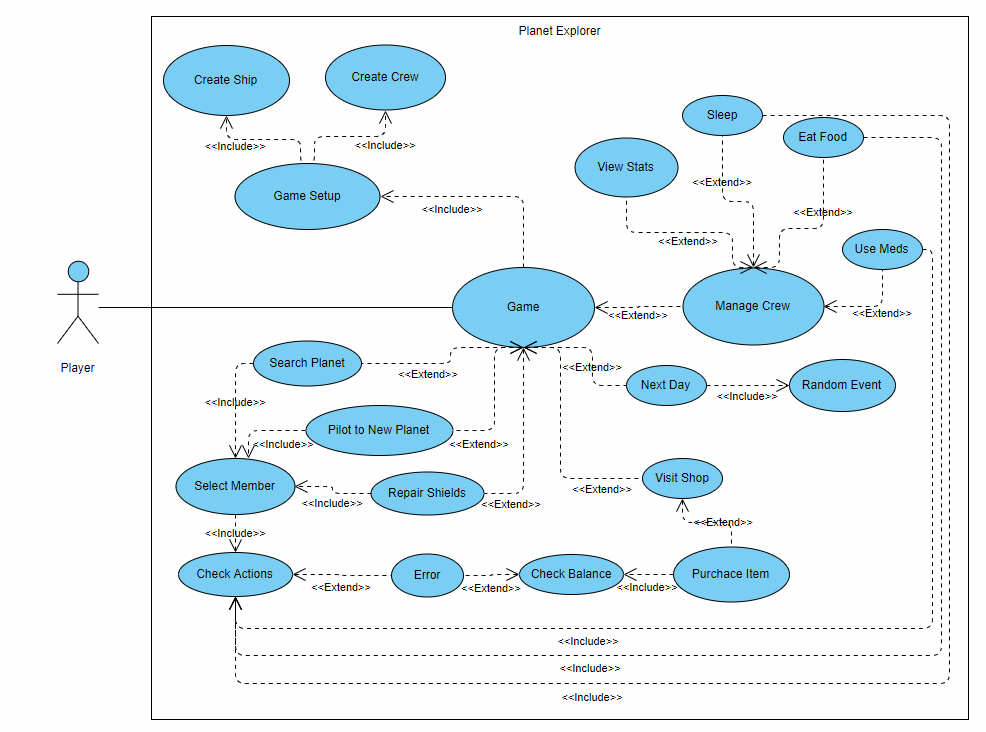 Planet Explorer
Create Ship
Create Crew
<<Include>>
<<Include>>
Game Setup
<<Include>>
Sleep
Eat Food
View Stats
<<Extend>>
<<Extend>>
<<Extend>>
Use Meds
Player
Game
<<Extend>>
Manage Crew
<<Extend>>
Search Planet
<<Extend>>
<<Extend>>
Next Day
<<Include>>
Random Event
<<Include>>
Pilot to New Planet
<<Include>>
<<Extend>>
Select Member
<<Include>>
Repair Shields
<<Extend>>
Visit Shop
<<Extend>>
<<Extend>>
<<Include>>
Check Actions
<<Extend>>
Error
<<Extend>>
Check Balance
<<Include>>
Purchace Item
<<Include>>
<<Include>>
<<Include>>